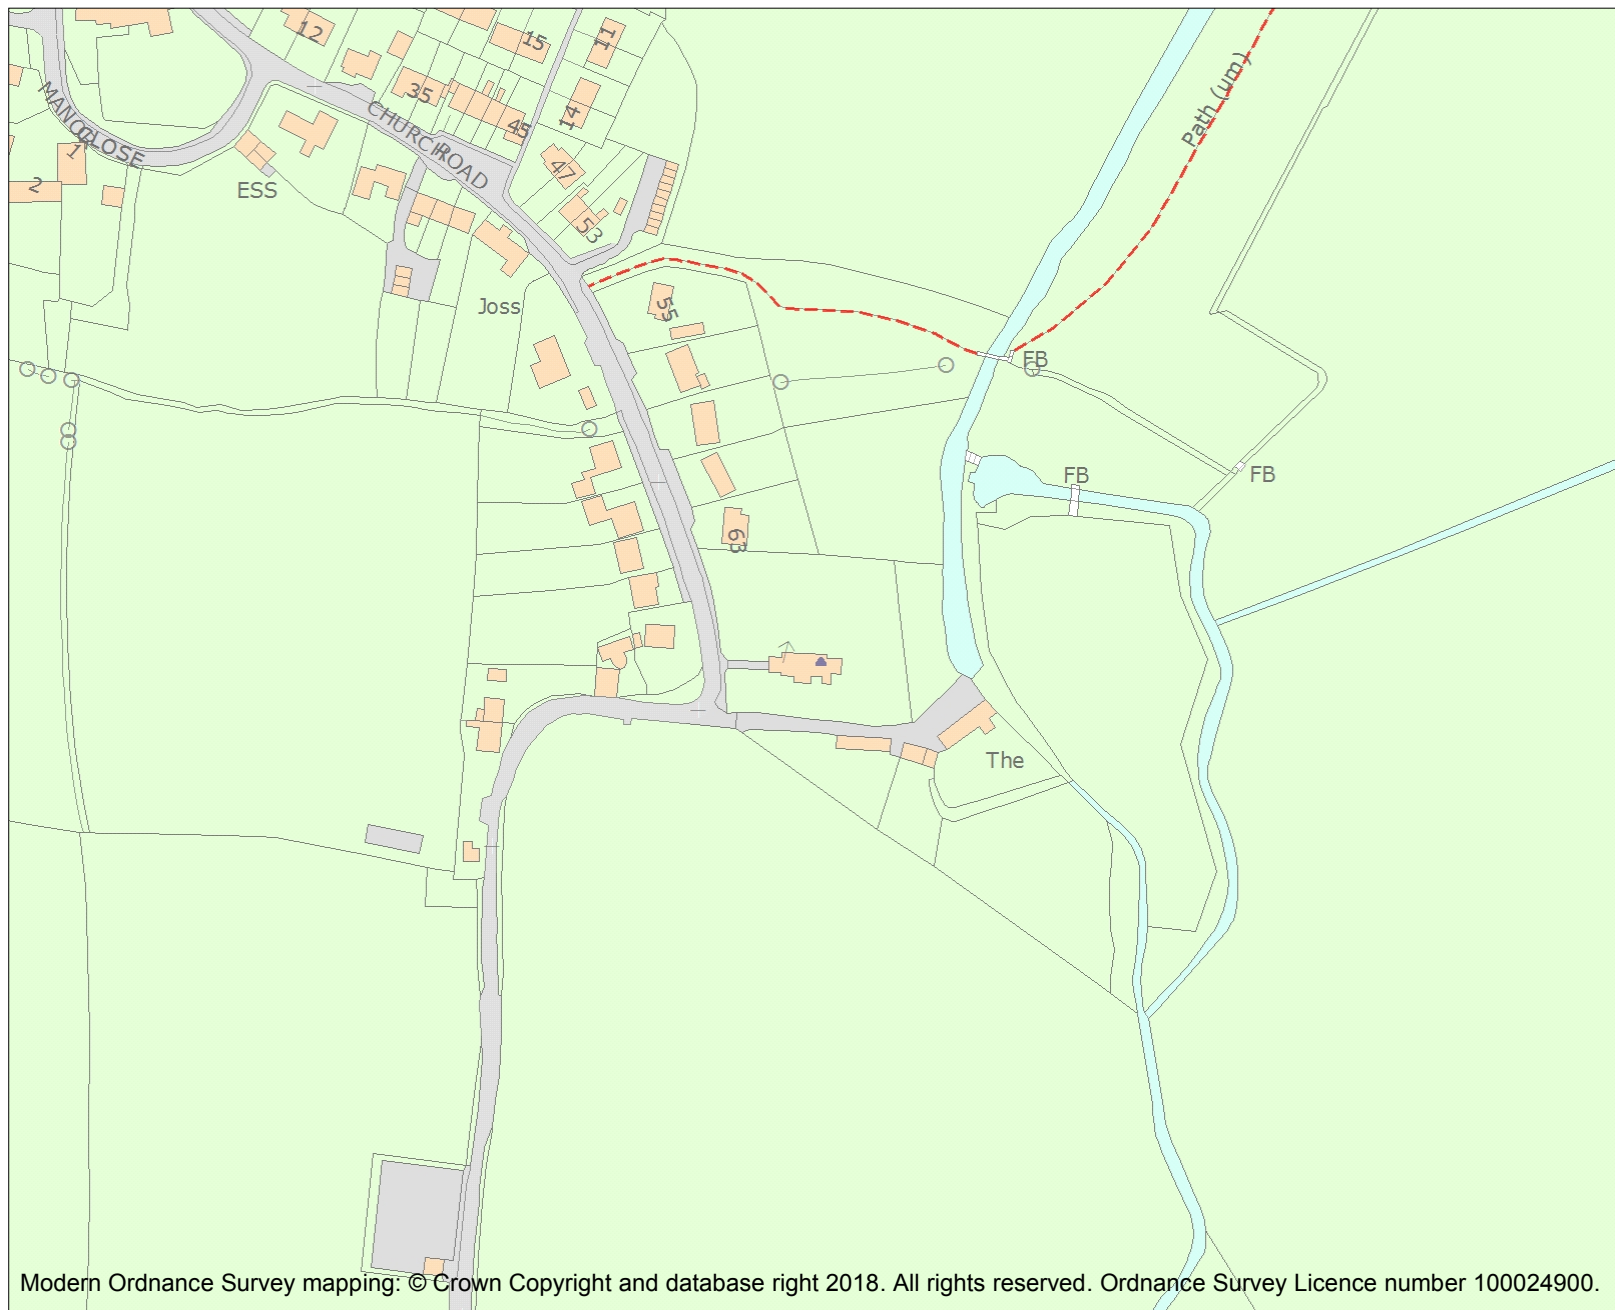 12
15
11
35
45
14
MANOR
CLOSE
CHURCH
ROAD
1
2
ESS
47
53
Path (um)
Joss
55
FB
FB
FB
63
The
Modern Ordnance Survey mapping: © Crown Copyright and database right 2018. All rights reserved. Ordnance Survey Licence number 100024900.